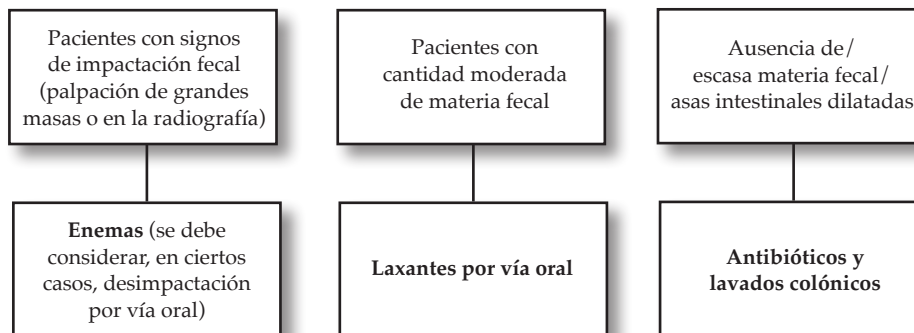 Pacientes con signos
de impactación fecal
(palpación de grandes
masas o en la radiografía)
Pacientes con
cantidad moderada
de materia fecal
Ausencia de/
escasa materia fecal/
asas intestinales dilatadas
Enemas (se debe
considerar, en ciertos
casos, desimpactación
por vía oral)
Laxantes por vía oral
Antibióticos y
lavados colónicos